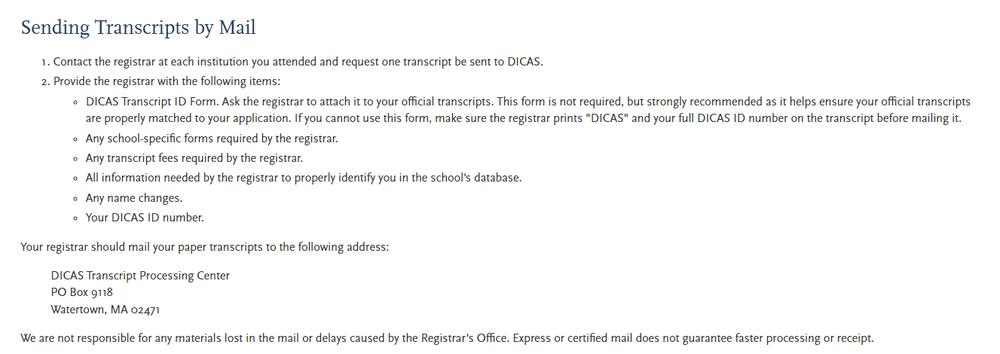 Sending Transcripts by Mail
1. Contact the registrar at each institution you attended and request one transcript be sent to DICAS.
2. Provide the registrar with the following items:
◦ DICAS Transcript ID Form. Ask the registrar to attach it to your official transcripts. This form is not required, but strongly recommended as it helps ensure your official transcripts
are properly matched to your application. If you cannot use this form, make sure the registrar prints "DICAS" and your full DICAS ID number on the transcript before mailing it.
◦ Any school-specific forms required by the registrar.
◦ Any transcript fees required by the registrar.
◦ All information needed by the registrar to properly identify you in the school's database.
◦ Any name changes.
◦ Your DICAS ID number.
Your registrar should mail your paper transcripts to the following address:
DICAS Transcript Processing Center
PO Box 9118
Watertown, MA 02471
We are not responsible for any materials lost in the mail or delays caused by the Registrar's Office. Express or certified mail does not guarantee faster processing or receipt.